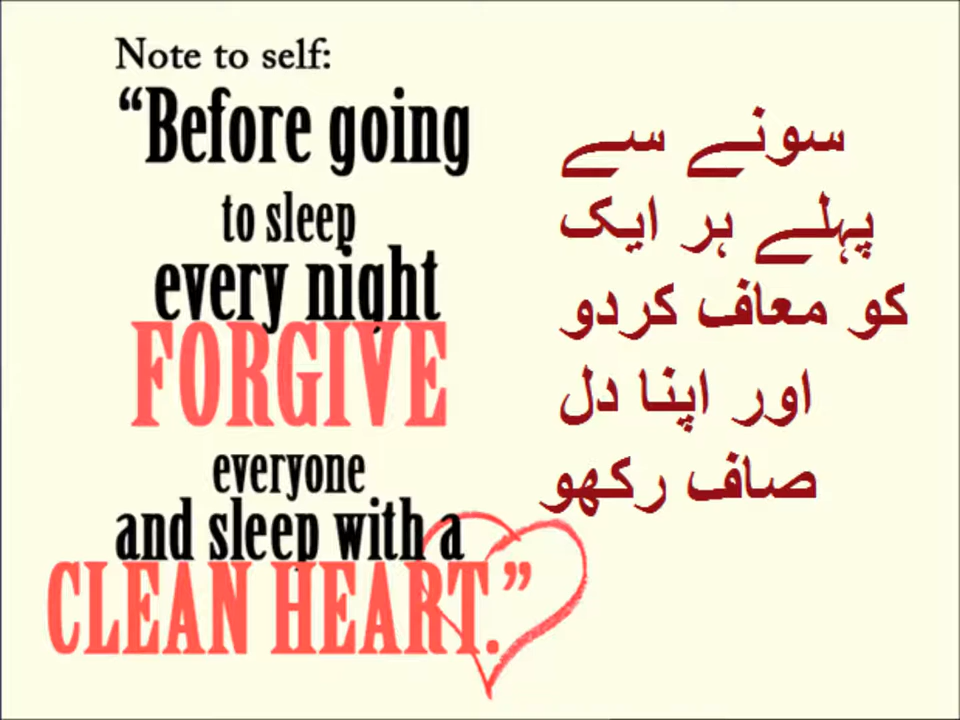 Note to self:
“Before going
to sleep
every night
FORGIVE
everyone
and sleep with a
CLEAN HEART.”
سونے سے
پہلے ہر ایک
کو معاف کردو
اور اپنا دل
صاف رکھو